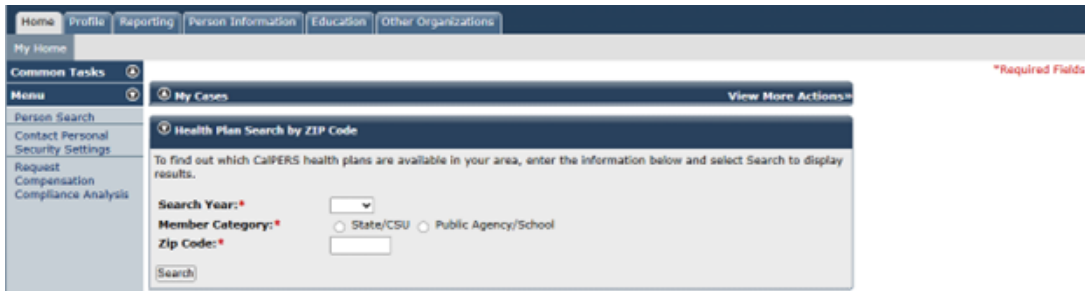 Home Profile Reporting Person Information Education Other Organizations
My Home
Common Tasks
*Required Fields
Menu
Person Search
Contact Personal
Security Settings
Request
Compensation
Compliance Analysis
My Cases View More Actions»
Health Plan Search by ZIP Code
To find out which CalPERS health plans are available in your area, enter the information below and select Search to display
results.
Search Year:*
Member Category:* State/CSU Public Agency/School
Zip Code:*
Search